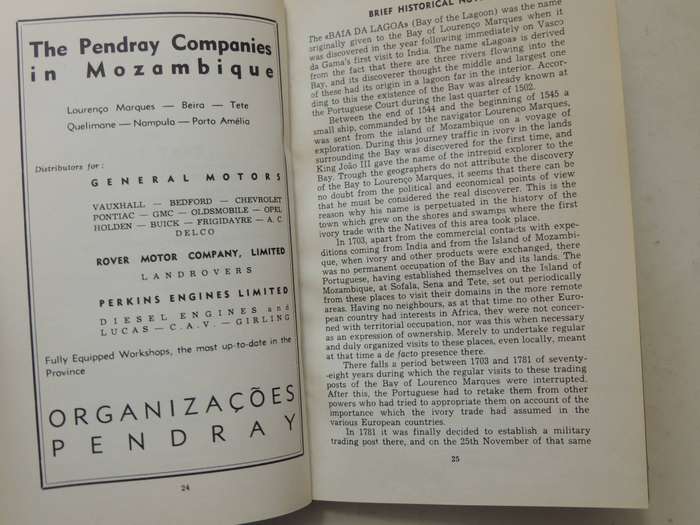 The Pendray Companies
in Mozambique
Lourenço Marques — Beira — Tete
Quelimane — Nampula — Porto Amélia
Distributors for :
GENERAL MOTORS
VAUXHALL — BEDFORD — CHEVROLET
PONTIAC — GMC — OLDSMOBILE — OPEL
HOLDEN — BUICK — FRIGIDAYRE — A. C.
DELCO
ROVER MOTOR COMPANY, LIMITED
LANDROVERS
PERKINS ENGINES LIMITED
DIESEL ENGINES and
LUCAS — C.A.V. — GIRLING
Fully Equipped Workshops, the most up-to-date in the
Province
ORGANIZAÇÕES
PENDRAY
24
BRIEF HISTORICAL
The «BAIA DA LAGOA» (Bay of the Lagoon) was the name
originally given to the Bay of Lourenço Marques when it
was discovered in the year following immediately on Vasco
da Gama's first visit to India. The name «Lagoa» is derived
from the fact that there are three rivers flowing into the
Bay, and its discoverer thought the middle and largest one
of these had its origin in a lagoon far in the interior. Accor-
ding to this the existence of the Bay was already known at
the Portuguese Court during the last quarter of 1502.
Between the end of 1544 and the beginning of 1545 a
small ship, commanded by the navigator Lourenço Marques,
was sent from the island of Mozambique on a voyage of
exploration. During this journey traffic in ivory in the lands
surrounding the Bay was discovered for the first time, and
King João III gave the name of the intrepid explorer to the
Bay. Trough the geographers do not attribute the discovery
of the Bay to Lourenço Marques, it seems that there can be
no doubt from the political and economical points of view
that he must be considered the real discoverer. This is the
reason why his name is perpetuated in the history of the
town which grew on the shores and swamps where the first
ivory trade with the Natives of this area took place.
In 1703, apart from the commercial contacts with expe-
ditions coming from India and from the Island of Mozambi-
que, when ivory and other products were exchanged, there
was no permanent occupation of the Bay and its lands. The
Portuguese, having established themselves on the Island of
Mozambique, at Sofala, Sena and Tete, set out periodically
from these places to visit their domains in the more remote
areas. Having no neighbours, as at that time no other Euro-
pean country had interests in Africa, they were not concer-
ned with territorial occupation, nor was this when necessary
as an expression of ownership. Merely to undertake regular
and duly organized visits to these places, even locally, meant
at that time a de facto presence there.
There falls a period between 1703 and 1781 of seventy-
-eight years during which the regular visits to these trading
posts of the Bay of Lourenco Marques were interrupted.
After this, the Portuguese had to retake them from other
powers who had tried to appropriate them on account of the
importance which the ivory trade had assumed in the
various European countries.
In 1781 it was finally decided to establish a military
trading post there, and on the 25th November of that same
25